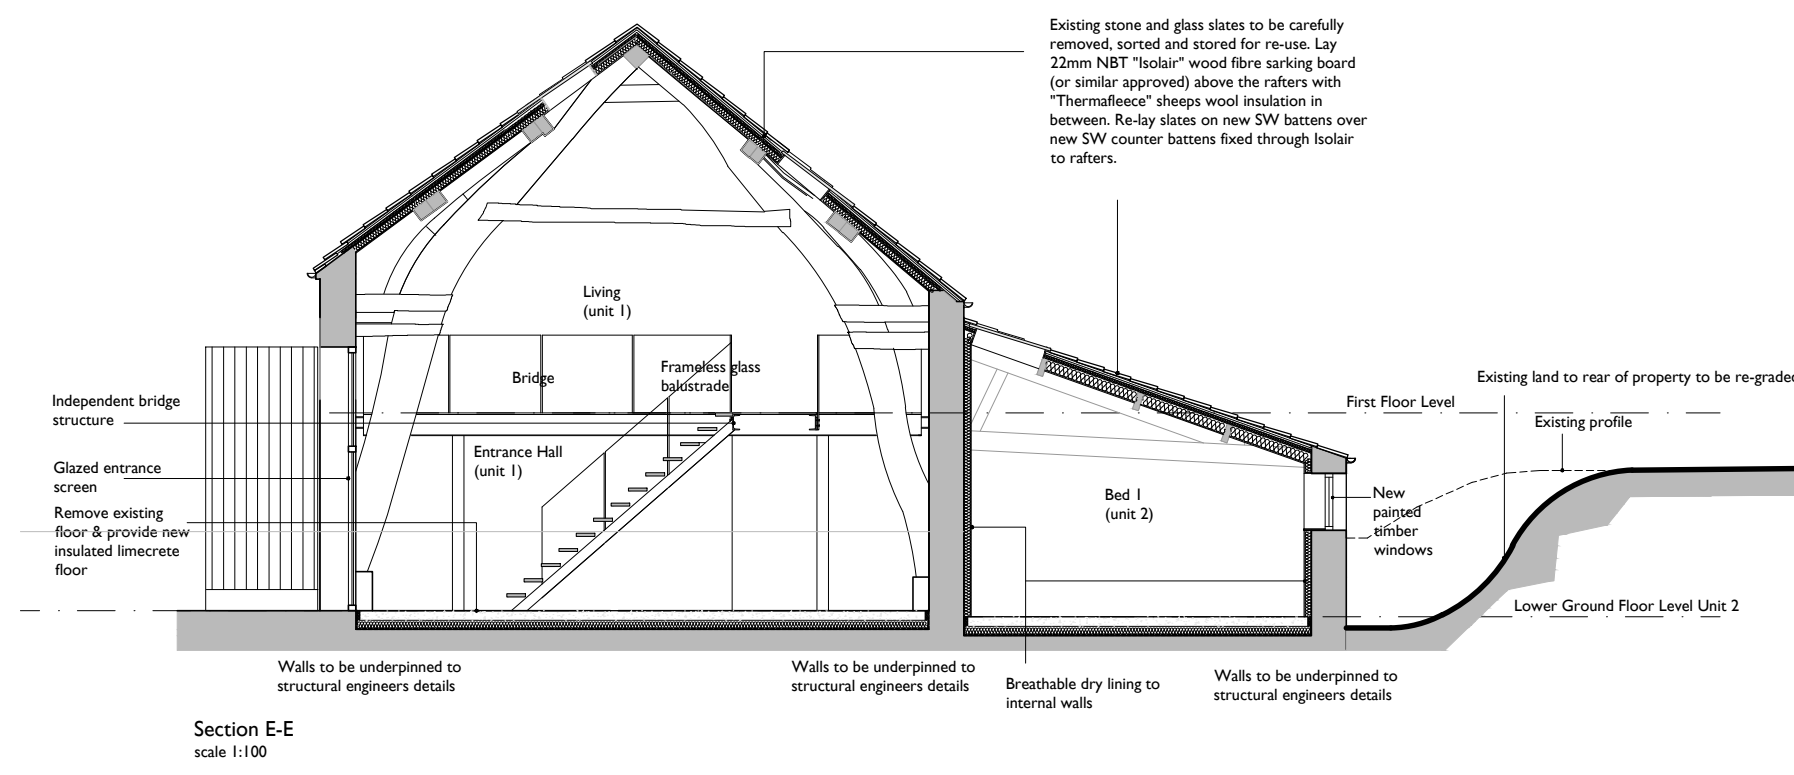 Existing stone and glass slates to be carefully
removed, sorted and stored for re-use. Lay
22mm NBT "Isolair" wood fibre sarking board
(or similar approved) above the rafters with
"Thermafleece" sheeps wool insulation in
between. Re-lay slates on new SW battens over
new SW counter battens fixed through Isolair
to rafters.
Living
(unit 1)
Bridge
Frameless glass
balustrade
Independent bridge
structure
Existing land to rear of property to be re-graded
First Floor Level
Existing profile
Entrance Hall
(unit 1)
Glazed entrance
screen
Bed 1
(unit 2)
New
painted
timber
windows
Remove existing
floor & provide new
insulated limecrete
floor
Lower Ground Floor Level Unit 2
Walls to be underpinned to
structural engineers details
Walls to be underpinned to
structural engineers details
Breathable dry lining to
internal walls
Walls to be underpinned to
structural engineers details
Section E-E
scale 1:100